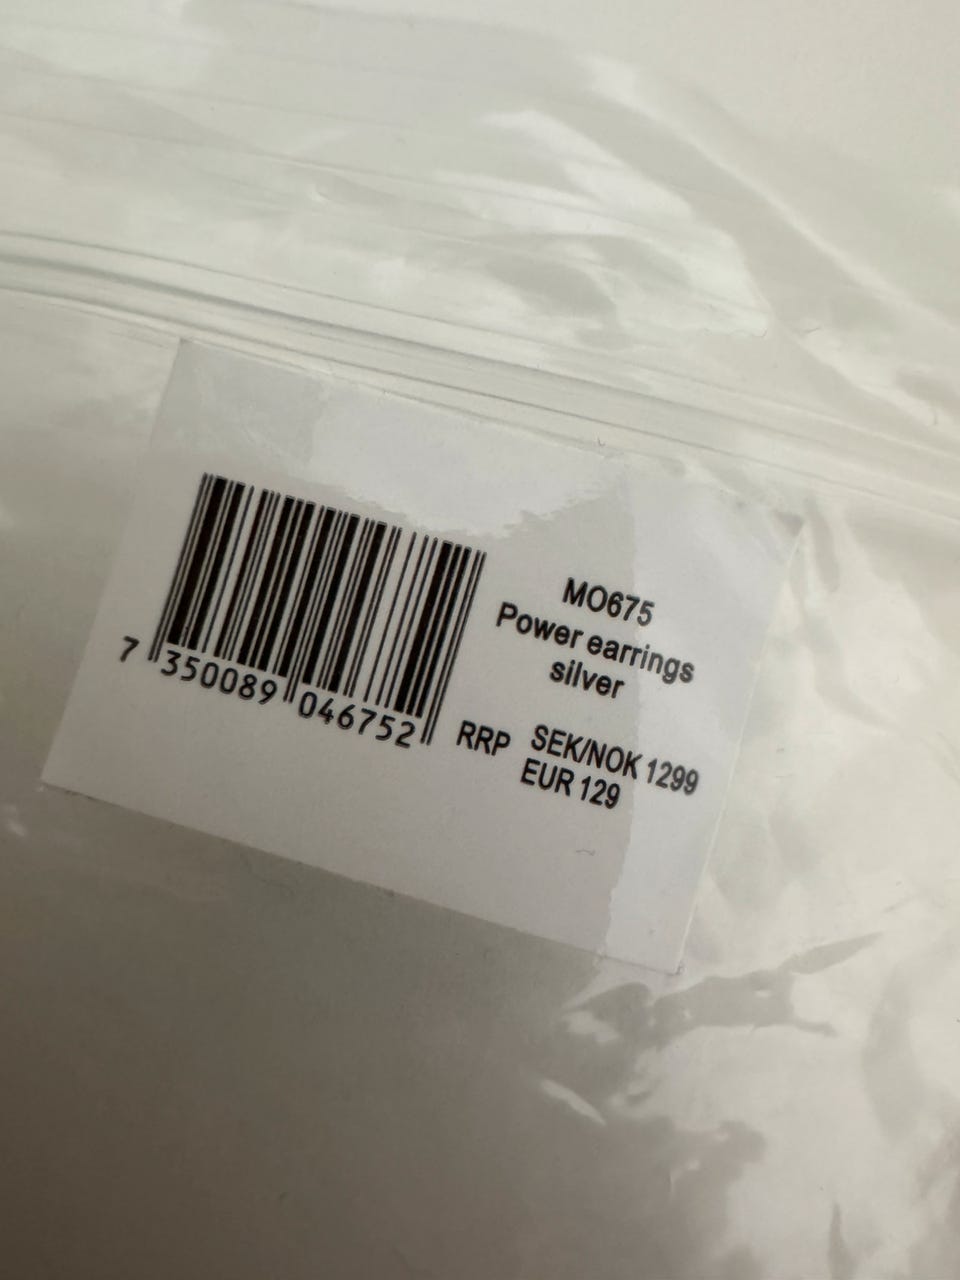 MO675
Power earrings
silver
7 350089 046752
RRP SEK/NOK 1299
EUR 129